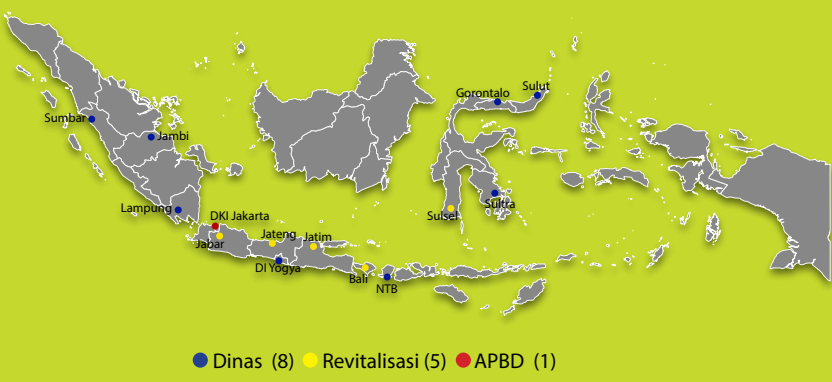 Sulut
Gorontalo
Sumbar
Jambi
Sultra
Lampung
Sulsel
DKI Jakarta
Jateng
Jatim
Jabar
DI Yogya
Bali
NTB
Dinas (8) Revitalisasi (5) APBD (1)